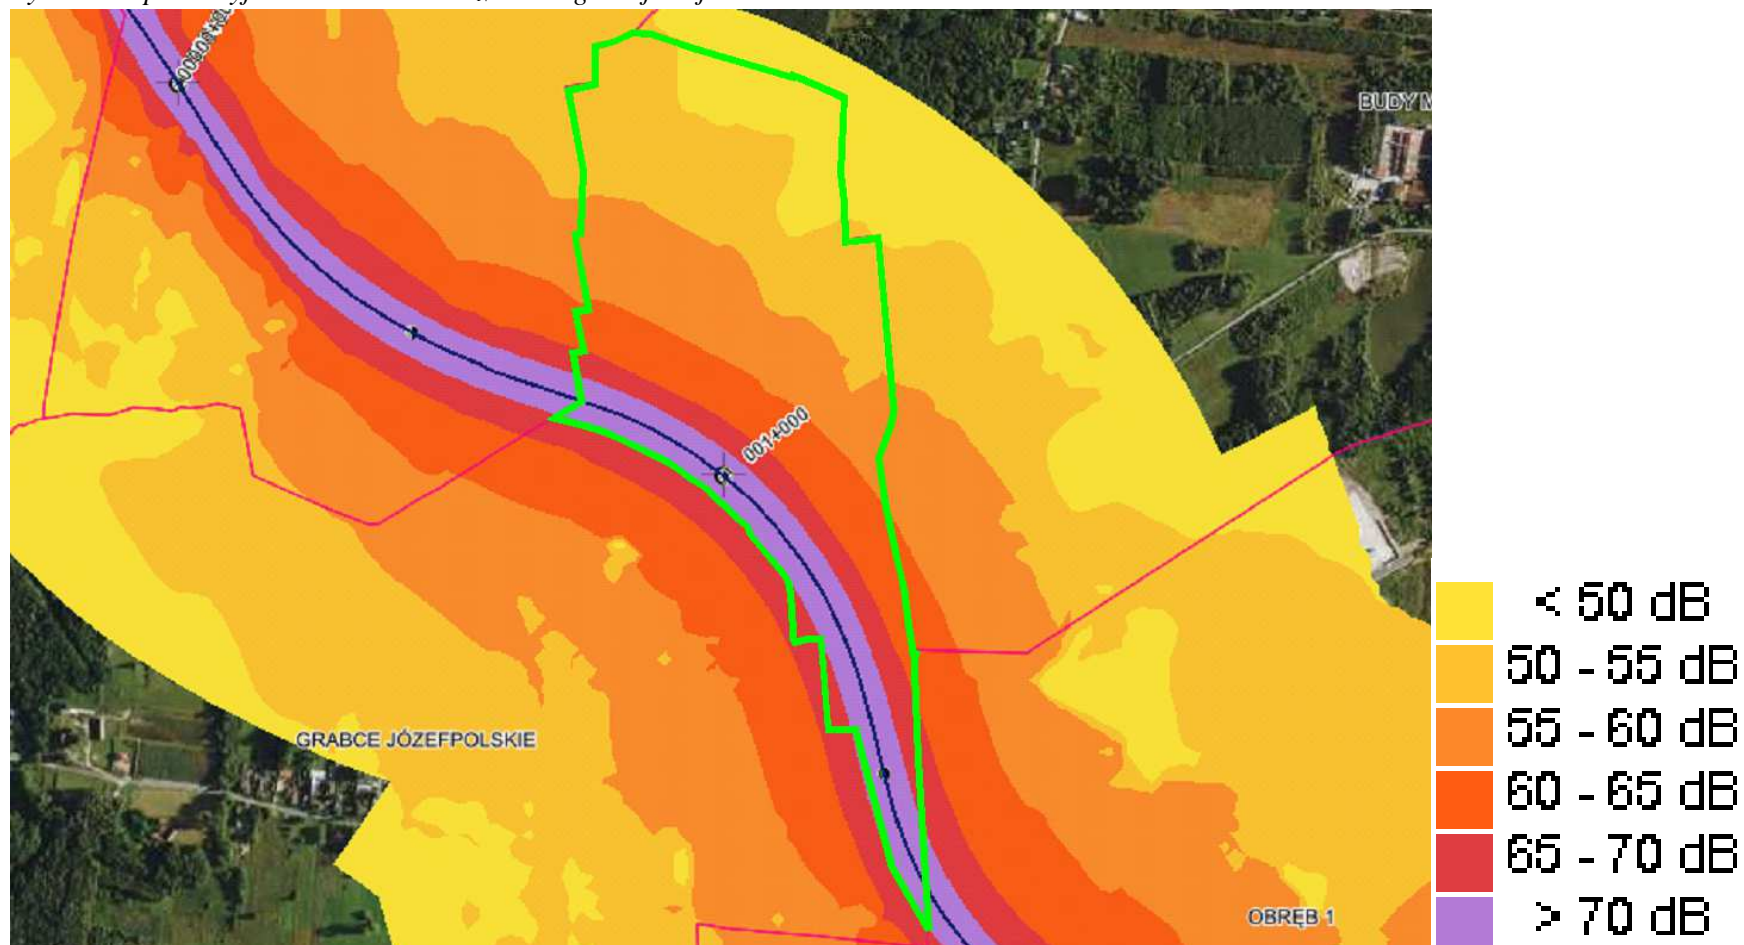 001+000
BUDY M
GRABCE JÓZEFPOLSKIE
OBRĘB 1
< 50 dB
50 - 55 dB
55 - 60 dB
60 - 65 dB
65 - 70 dB
> 70 dB